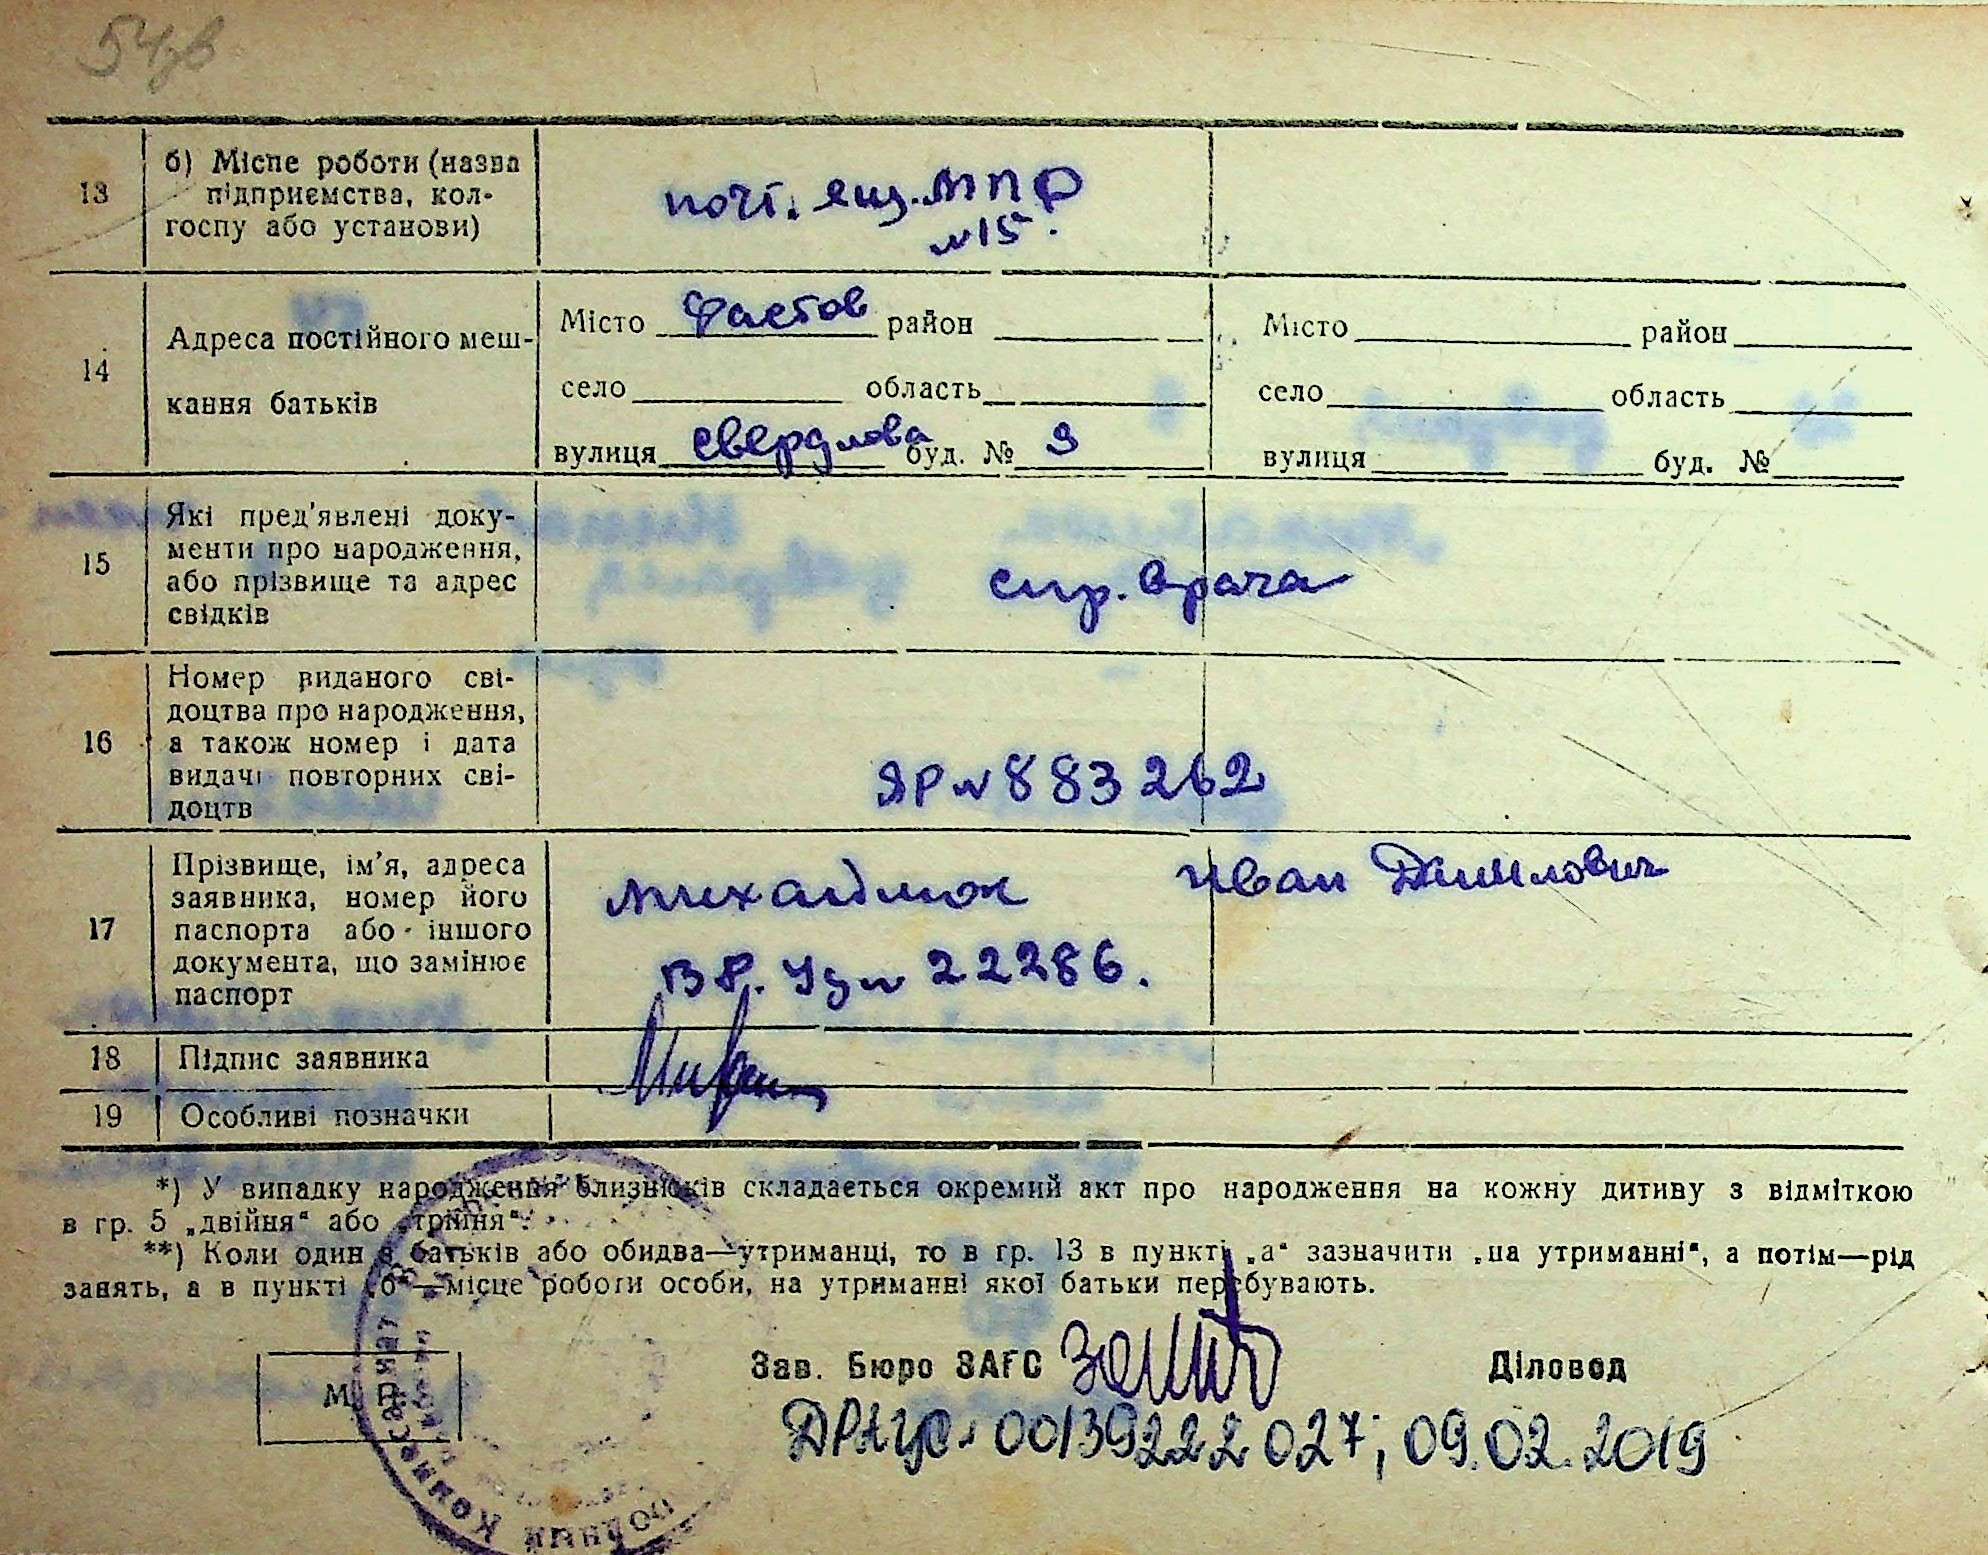 54зв
13
б) Місце роботи (назва
підприємства, кол-
госпу або установи)
почт. ящ. МПР
№ 15.
14
Адреса постійного меш-
кання батьків
Місто Фастов район
село область
вулиця Свердлова буд. № 9
Місто район
село область
вулиця буд. №
15
Які пред'явлені доку-
менти про народження,
або прізвище та адрес
свідків
спр. врача
16
Номер виданого сві-
доцтва про народження,
а також номер і дата
видачі повторних сві-
доцтв
ЯР № 883262
17
Прізвище, ім'я, адреса
заявника, номер його
паспорта або іншого
документа, що замінює
паспорт
Михайлюк Иван Данилович
Вр. Уд № 22286.
18
Підпис заявника
19
Особливі позначки
*) У випадку народження близнюків складається окремий акт про народження на кожну дитину з відміткою
в гр. 5 „двійня“ або „трійня“.
**) Коли один з батьків або обидва—утриманці, то в гр. 13 в пункті „а“ зазначити „на утриманні“, а потім—рід
занять, а в пункті „б“—місце роботи особи, на утриманні якої батьки перебувають.
М. П.
Зав. Бюро ЗАГС
Діловод
ДРАЦС 00139222027; 09.02.2019
Комісаріат